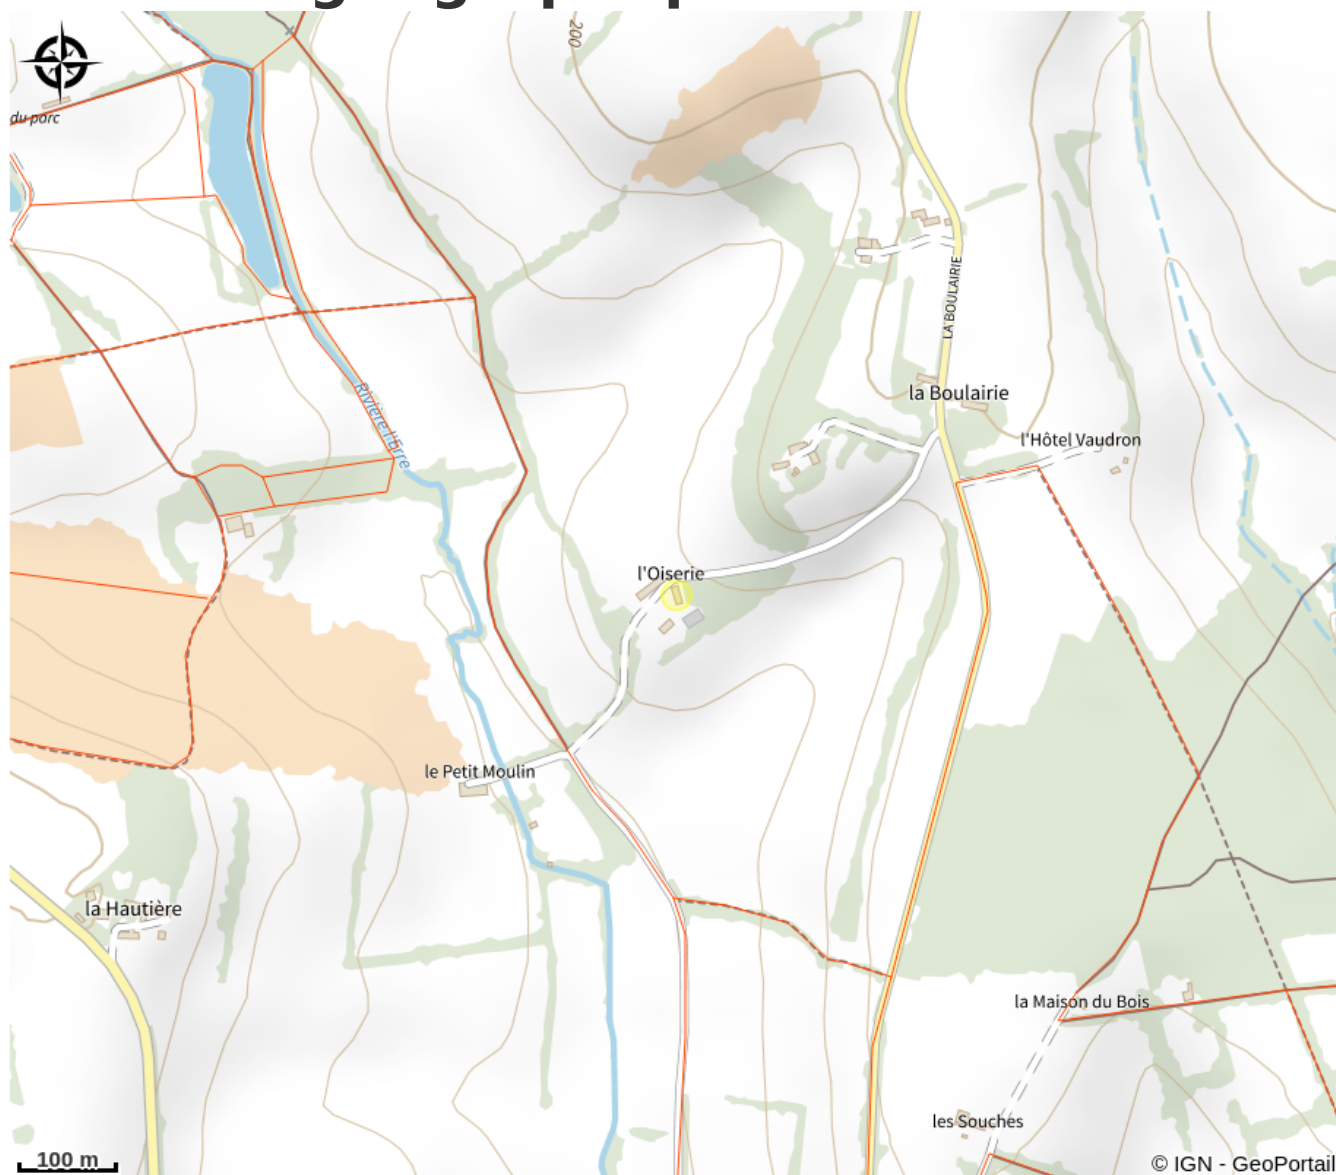 200
du parc
LA BOULAIRIE
Rivière l'Erre
la Boulairie
l'Hôtel Vaudron
l'Oiserie
le Petit Moulin
la Hautière
la Maison du Bois
les Souches
100 m
© IGN - GeoPortail